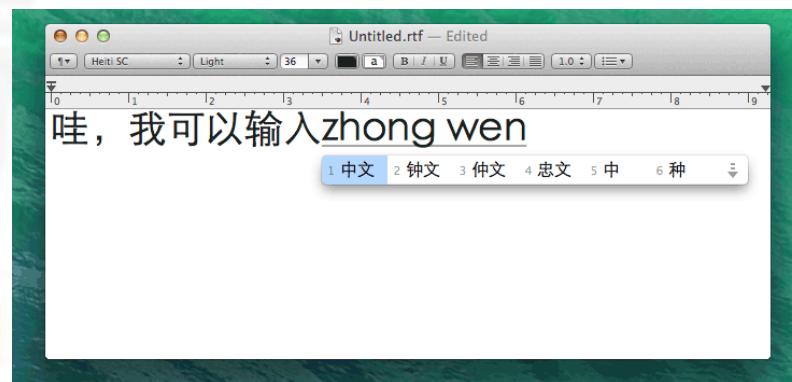 Untitled.rtf — Edited
¶ Heiti SC Light 36 a B I U 1.0
0 1 2 3 4 5 6 7 8 9
哇，我可以输入zhong wen
1 中文 2 钟文 3 仲文 4 忠文 5 中 6 种